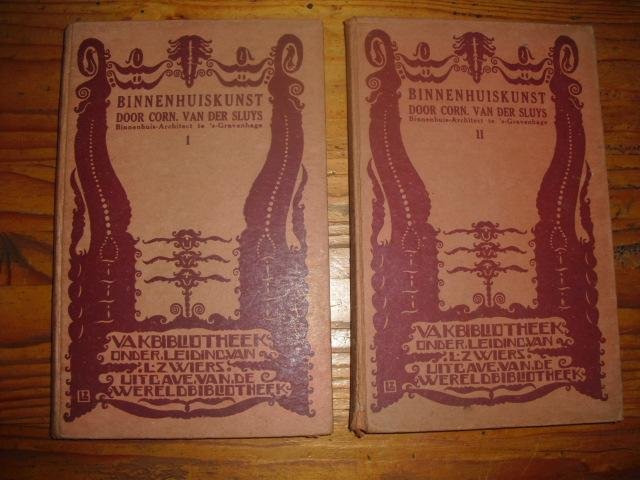 BINNENHUISKUNST
DOOR CORN. VAN DER SLUYS
Binnenhuis-Architect te 's-Gravenhage
I
VAKBIBLIOTHEEK
ONDER.LEIDING.VAN
L.ZWIERS.
UITGAVE.VAN.DE
WERELDBIBLIOTHEEK
BINNENHUISKUNST
DOOR CORN. VAN DER SLUYS
Binnenhuis-Architect te 's-Gravenhage
II
VAKBIBLIOTHEEK
ONDER.LEIDING.VAN
L.ZWIERS.
UITGAVE.VAN.DE
WERELDBIBLIOTHEEK